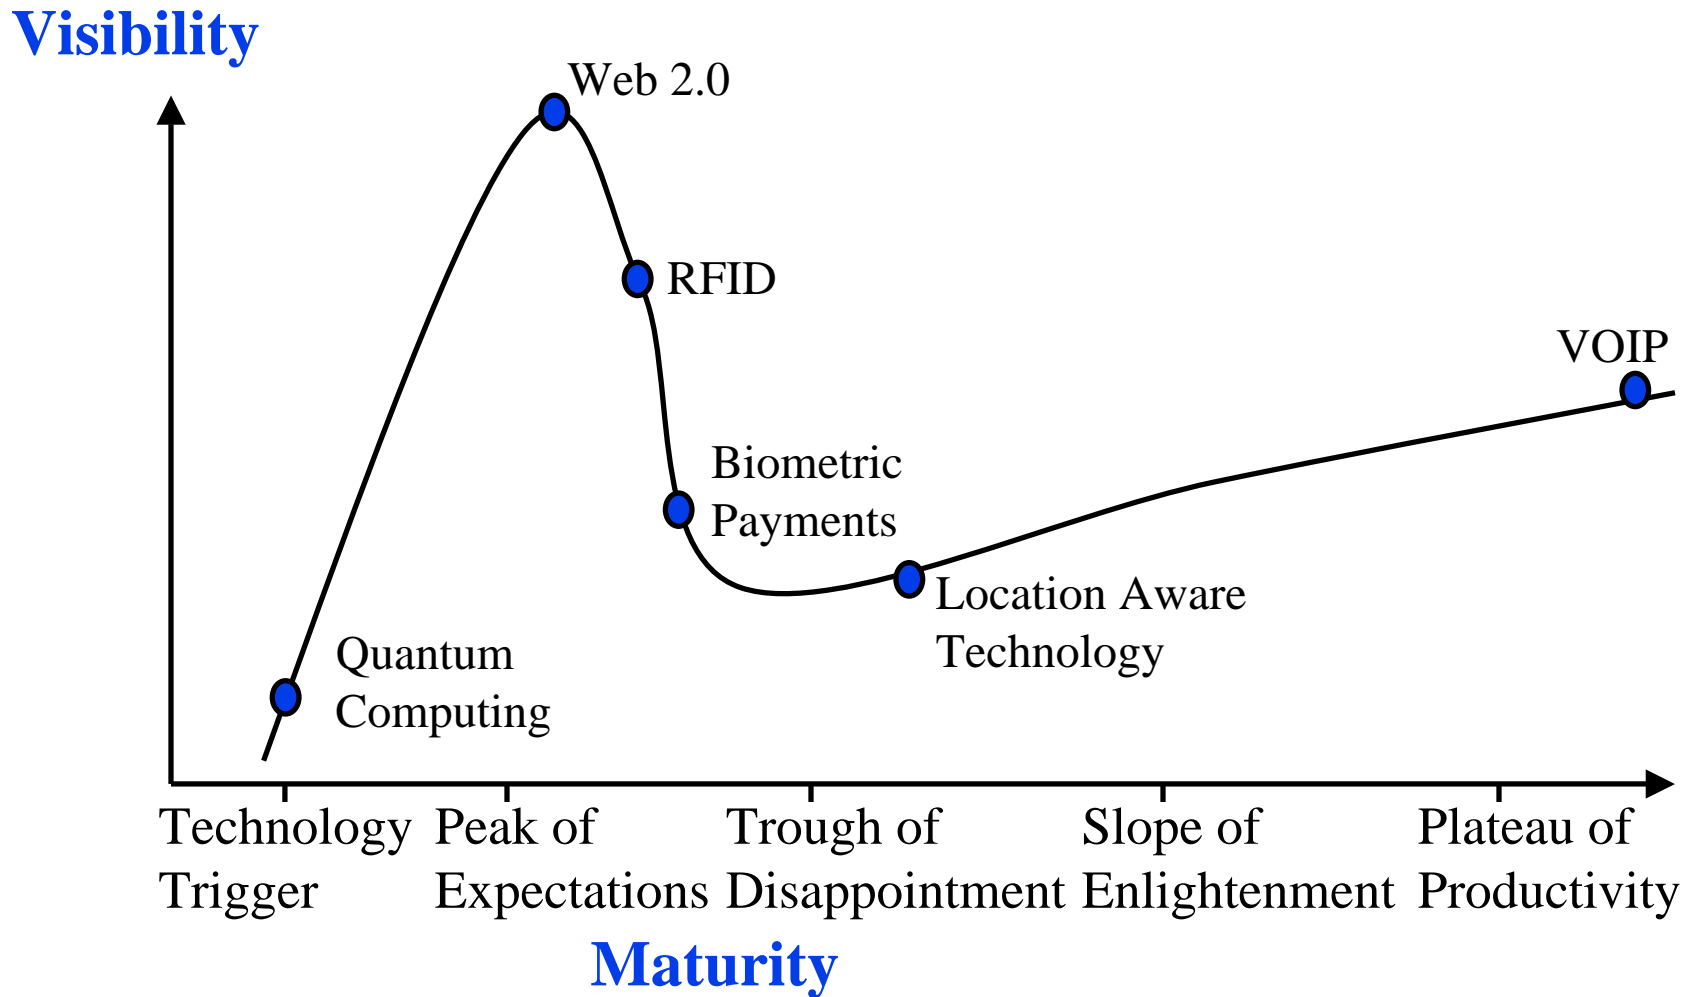 Visibility
Web 2.0
RFID
VOIP
Biometric
Payments
Location Aware
Technology
Quantum
Computing
Technology
Trigger
Peak of
Expectations
Trough of
Disappointment
Slope of
Enlightenment
Plateau of
Productivity
Maturity